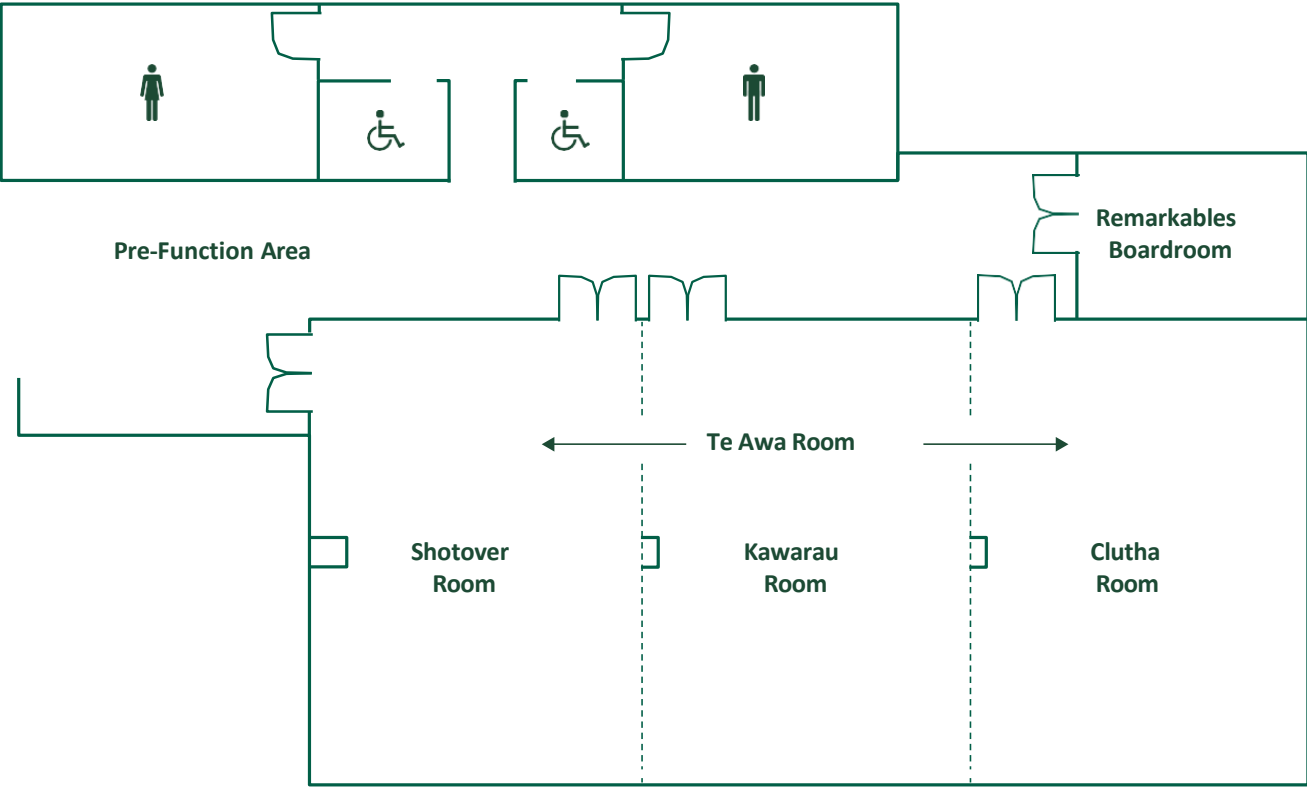 Remarkables
Boardroom
Pre-Function Area
Te Awa Room
Shotover
Room
Kawarau
Room
Clutha
Room